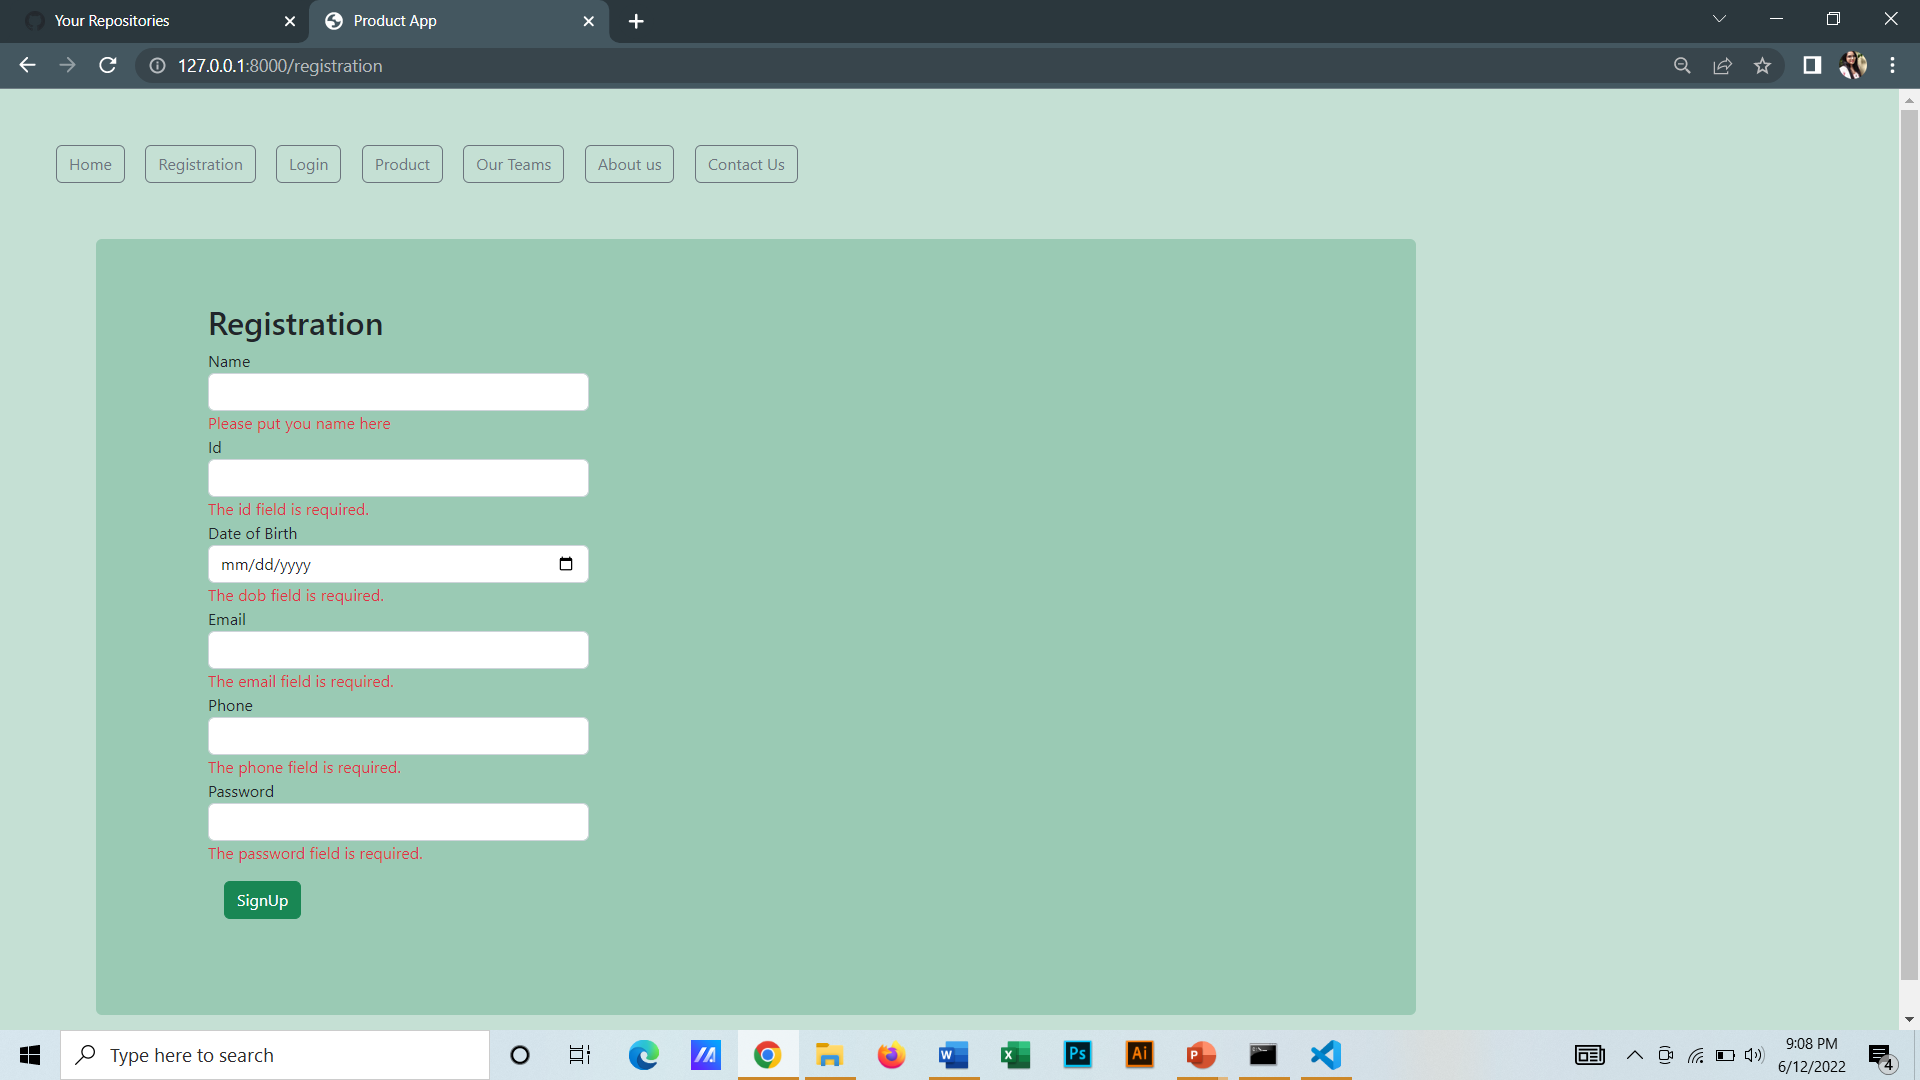 Your Repositories
Product App
127.0.0.1:8000/registration
Home Registration Login Product Our Teams About us Contact Us
Registration
Name
Please put you name here
Id
The id field is required.
Date of Birth
mm/dd/yyyy
The dob field is required.
Email
The email field is required.
Phone
The phone field is required.
Password
The password field is required.
SignUp
Type here to search
W
X
Ps
Ai
P
9:08 PM
6/12/2022
4